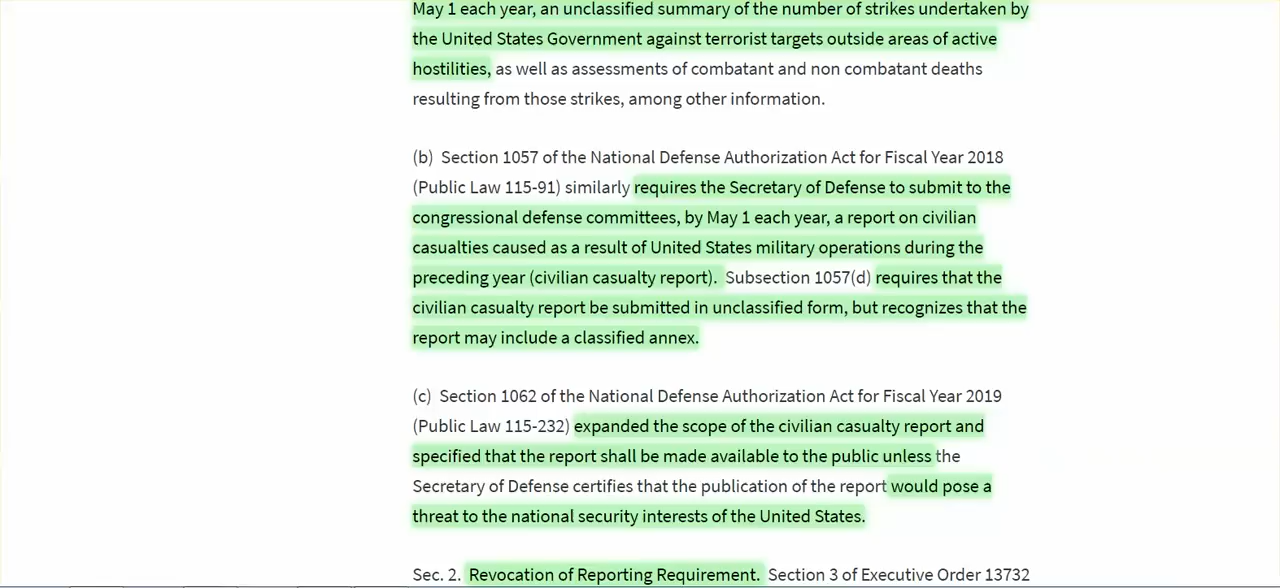 May 1 each year, an unclassified summary of the number of strikes undertaken by
the United States Government against terrorist targets outside areas of active
hostilities, as well as assessments of combatant and non combatant deaths
resulting from those strikes, among other information.
(b)  Section 1057 of the National Defense Authorization Act for Fiscal Year 2018
(Public Law 115-91) similarly requires the Secretary of Defense to submit to the
congressional defense committees, by May 1 each year, a report on civilian
casualties caused as a result of United States military operations during the
preceding year (civilian casualty report).  Subsection 1057(d) requires that the
civilian casualty report be submitted in unclassified form, but recognizes that the
report may include a classified annex.
(c)  Section 1062 of the National Defense Authorization Act for Fiscal Year 2019
(Public Law 115-232) expanded the scope of the civilian casualty report and
specified that the report shall be made available to the public unless the
Secretary of Defense certifies that the publication of the report would pose a
threat to the national security interests of the United States.
Sec. 2.  Revocation of Reporting Requirement.  Section 3 of Executive Order 13732